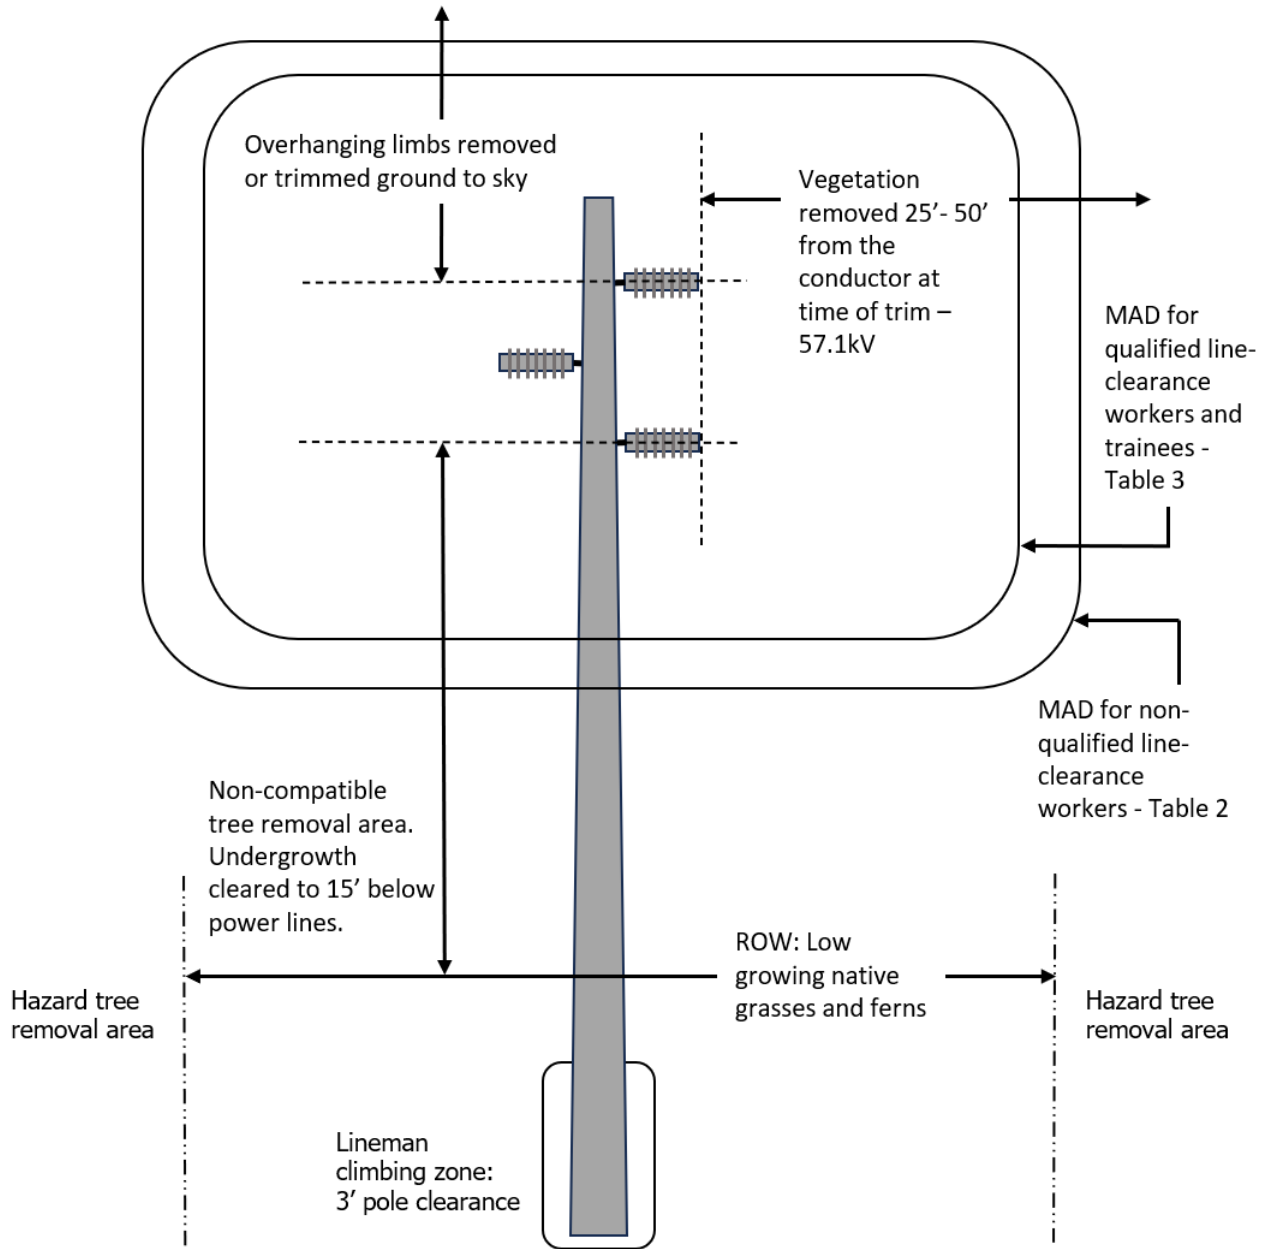 Overhanging limbs removed
or trimmed ground to sky
Vegetation
removed 25’- 50’
from the
conductor at
time of trim –
57.1kV
MAD for
qualified line-
clearance
workers and
trainees -
Table 3
MAD for non-
qualified line-
clearance
workers - Table 2
Non-compatible
tree removal area.
Undergrowth
cleared to 15’ below
power lines.
ROW: Low
growing native
grasses and ferns
Hazard tree
removal area
Hazard tree
removal area
Lineman
climbing zone:
3’ pole clearance